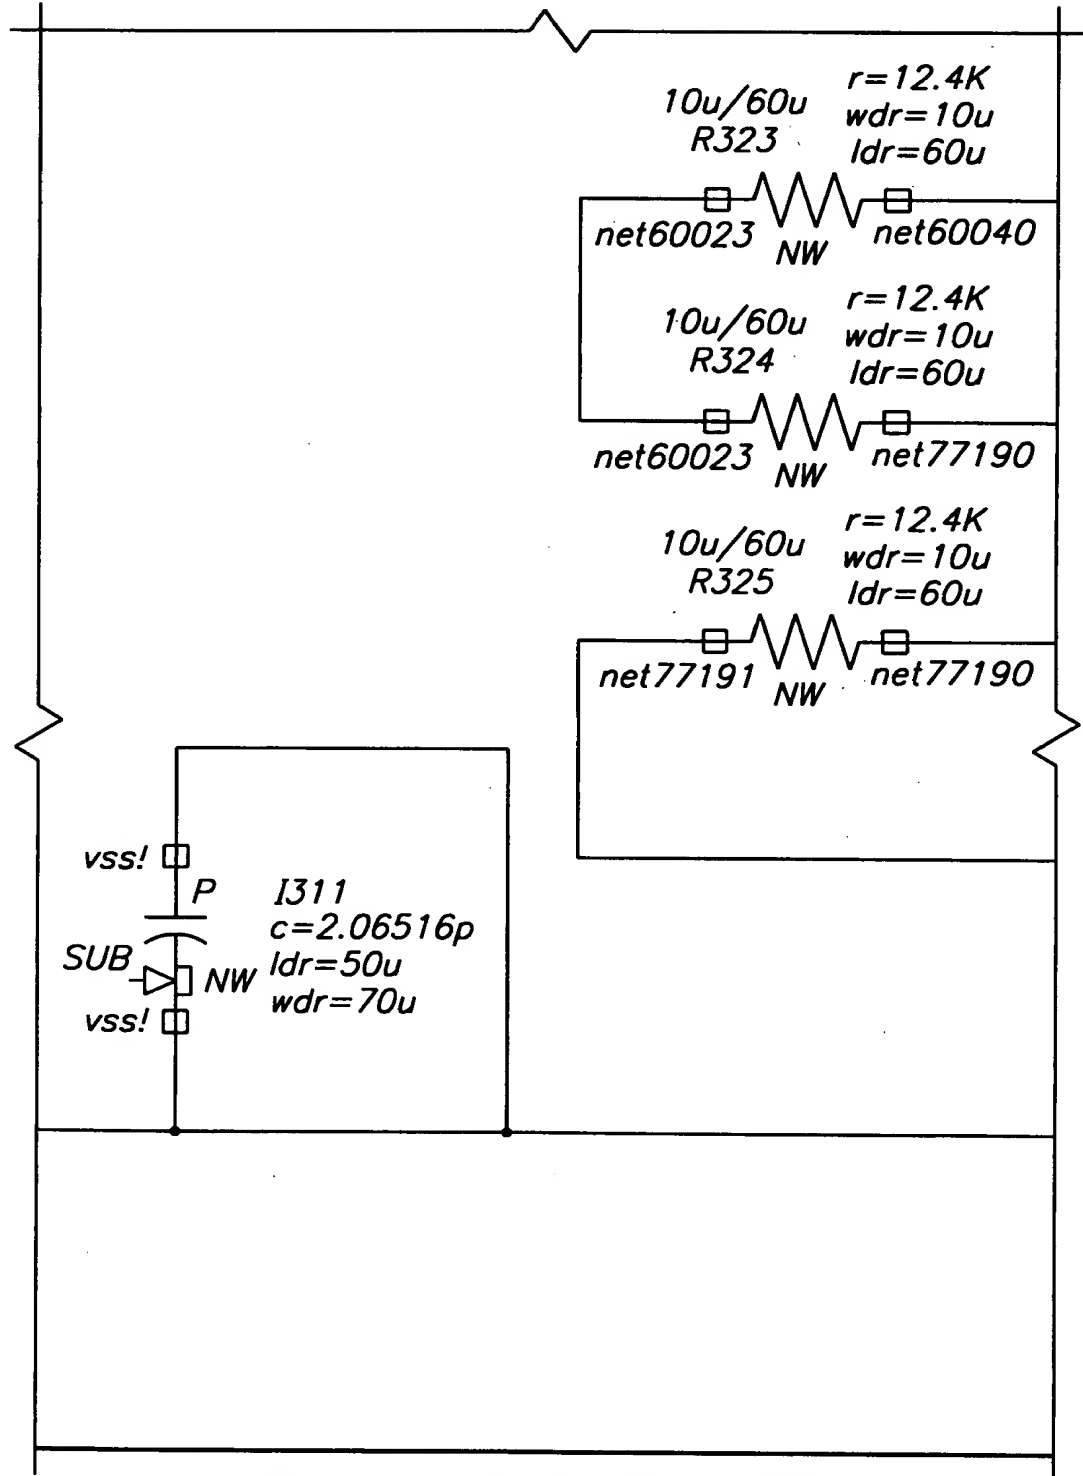 10u/60u
R323
r=12.4K
wdr=10u
ldr=60u
net60023
NW
net60040
10u/60u
R324
r=12.4K
wdr=10u
ldr=60u
net60023
NW
net77190
10u/60u
R325
r=12.4K
wdr=10u
ldr=60u
net77191
NW
net77190
vss!
P
I311
c=2.06516p
ldr=50u
wdr=70u
SUB
NW
vss!